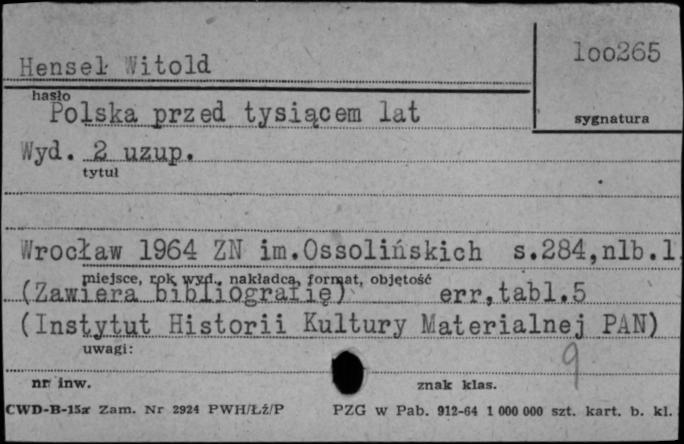 Hensel Witold
100265
hasło
Polska przed tysiącem lat
sygnatura
Wyd. 2 uzup.
tytuł
Wrocław 1964 ZN im.Ossolińskich s.284,nlb.1
miejsce, rok wyd., nakładca, format, objętość
(Zawiera bibliografię) err,tabl.5
(Instytut Historii Kultury Materialnej PAN)
uwagi:
9
nr inw.
znak klas.
CWD-B-15a Zam. Nr 2924 PWH/Łź/P PZG w Pab. 912-64 1 000 000 szt. kart. b. kl.